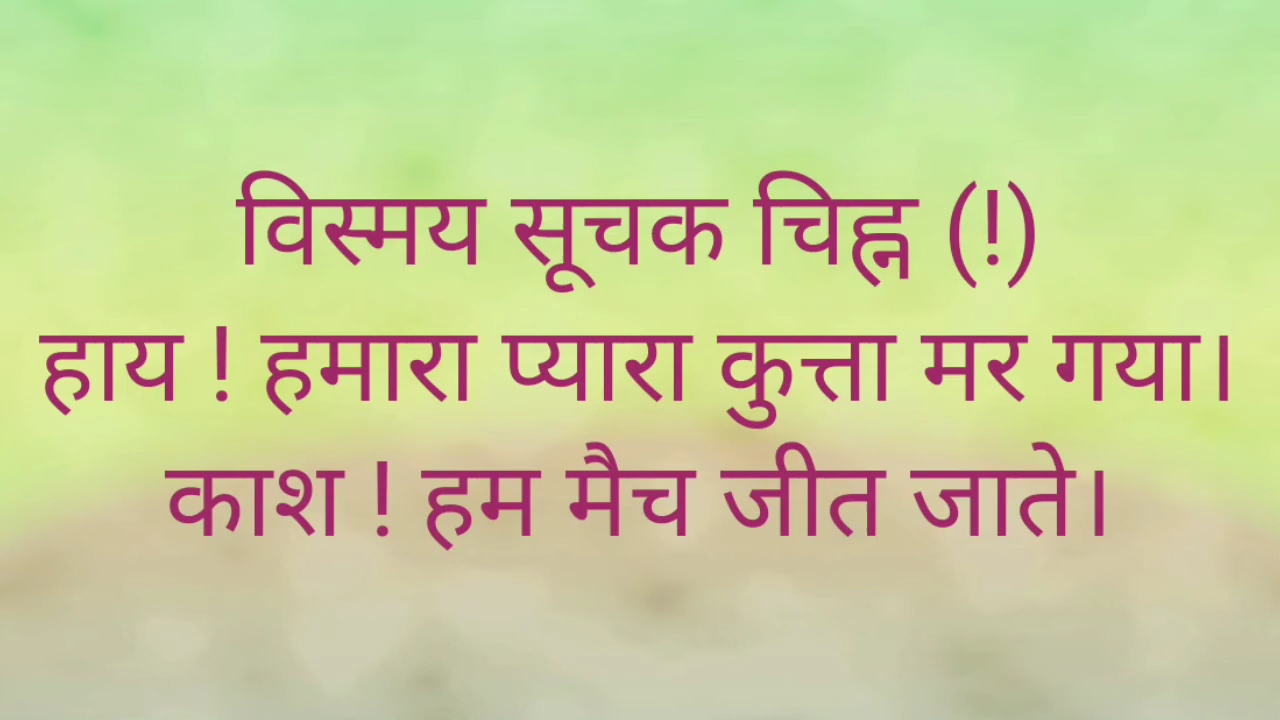 विस्मय सूचक चिह्न (!)
हाय ! हमारा प्यारा कुत्ता मर गया।
काश ! हम मैच जीत जाते।